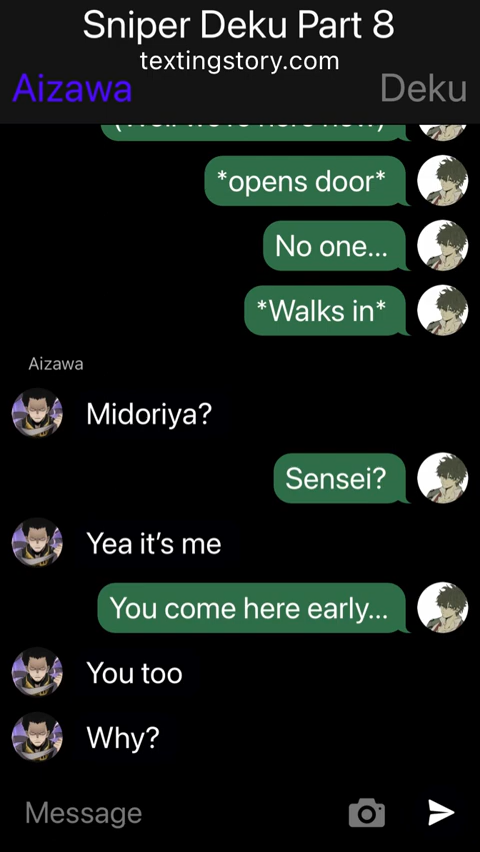 Sniper Deku Part 8
textingstory.com
Aizawa
Deku
*opens door*
No one...
*Walks in*
Aizawa
Midoriya?
Sensei?
Yea it's me
You come here early...
You too
Why?
Message